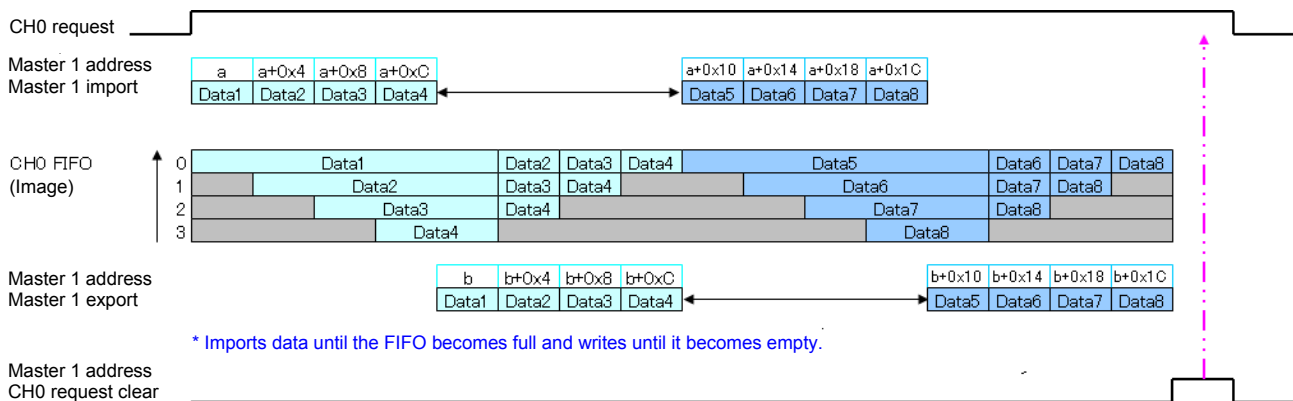 CH0 request
Master 1 address
Master 1 import
a a+0x4 a+0x8 a+0xC a+0x10 a+0x14 a+0x18 a+0x1C
Data1 Data2 Data3 Data4 Data5 Data6 Data7 Data8
CH0 FIFO
(Image)
0 Data1 Data2 Data3 Data4 Data5 Data6 Data7 Data8
1 Data2 Data3 Data4 Data6 Data7 Data8
2 Data3 Data4 Data7 Data8
3 Data4 Data8
Master 1 address
Master 1 export
b b+0x4 b+0x8 b+0xC b+0x10 b+0x14 b+0x18 b+0x1C
Data1 Data2 Data3 Data4 Data5 Data6 Data7 Data8
* Imports data until the FIFO becomes full and writes until it becomes empty.
Master 1 address
CH0 request clear